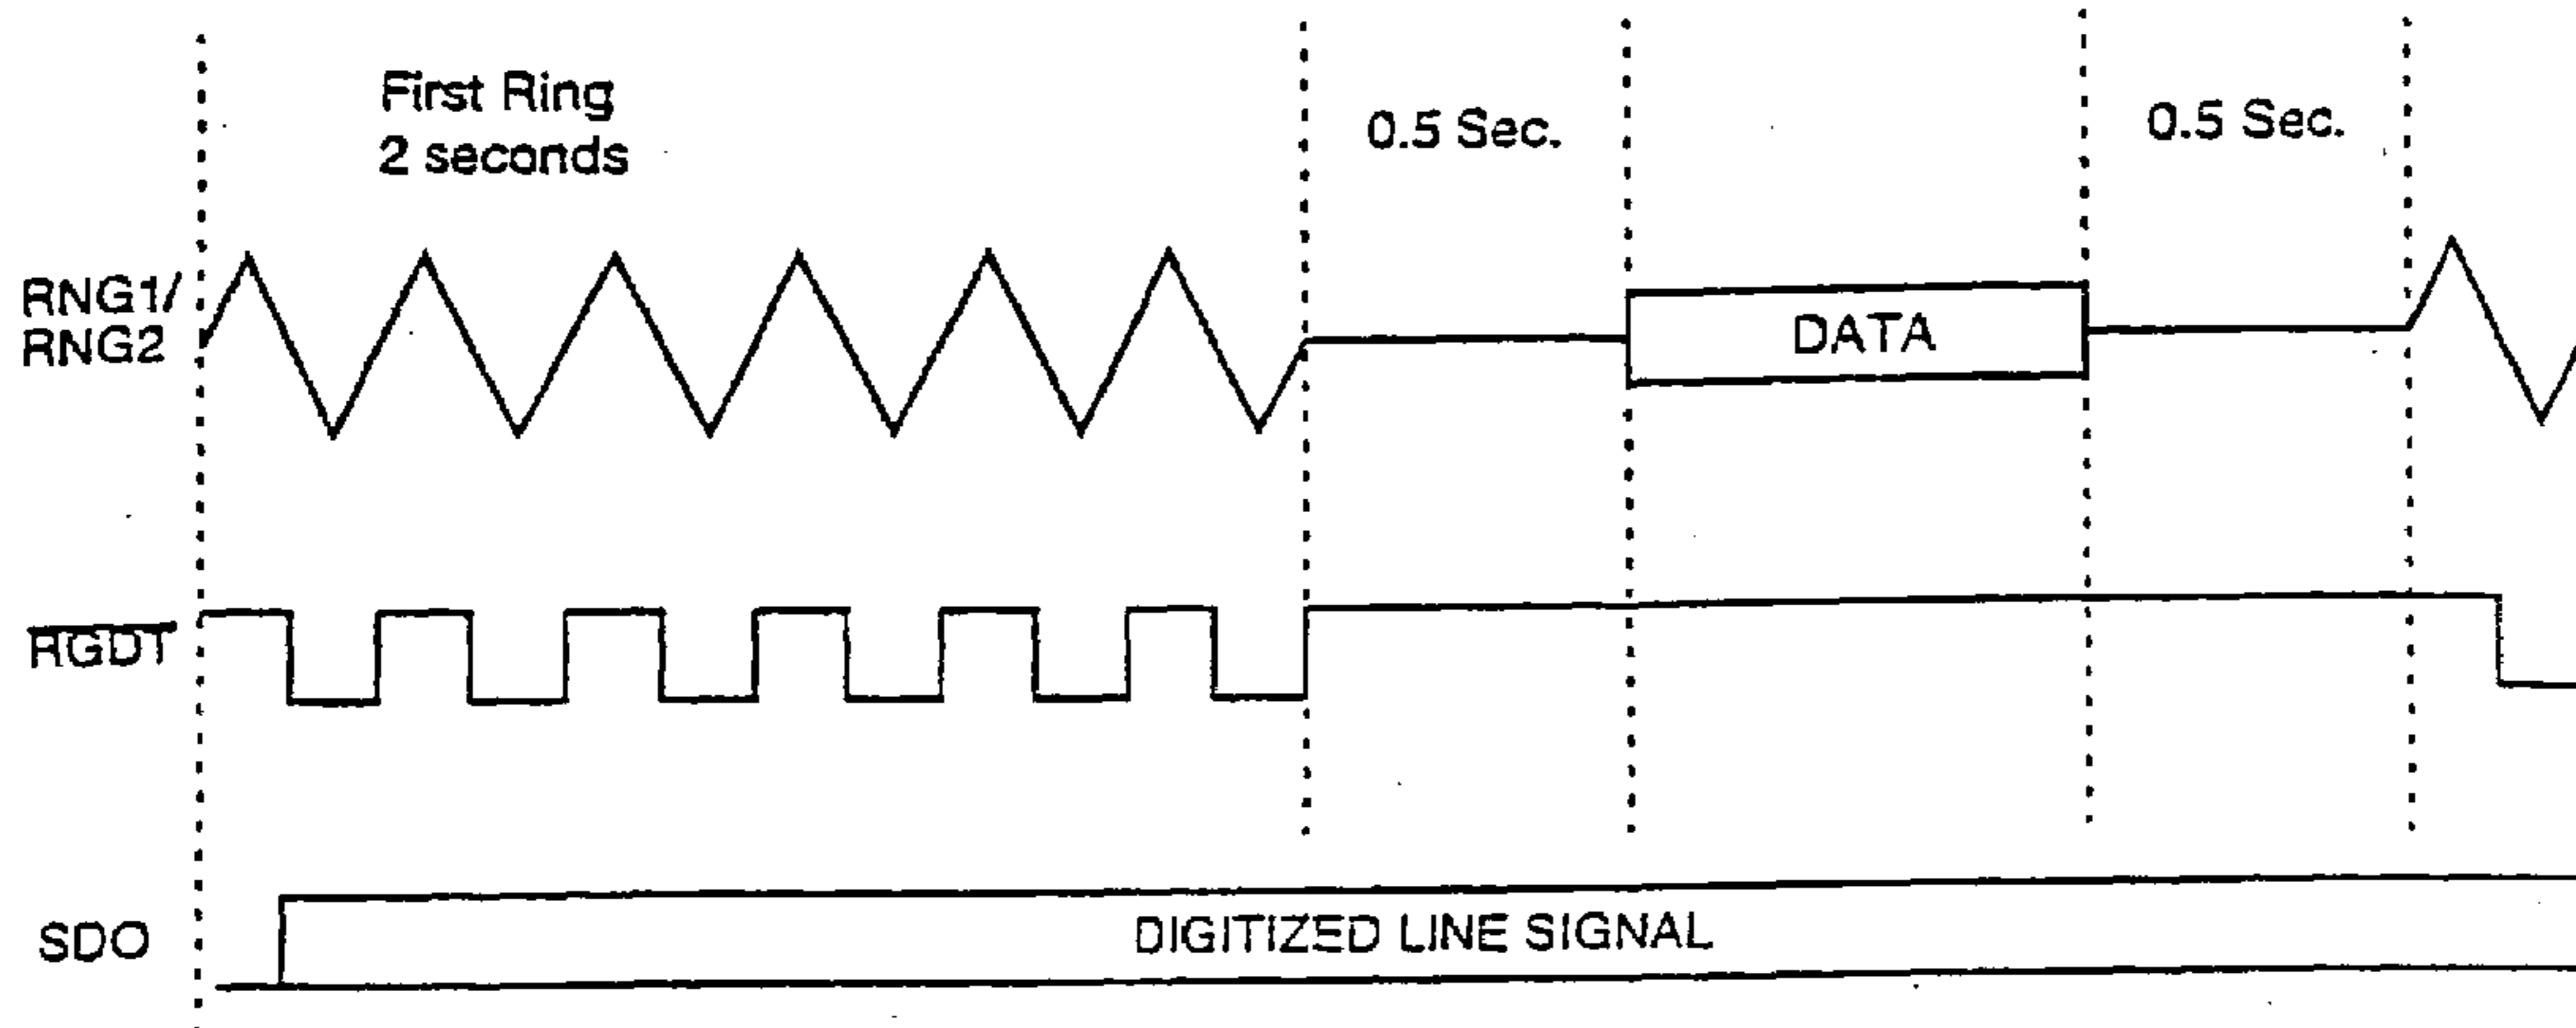 First Ring
2 seconds
0.5 Sec.
0.5 Sec.
RNG1/
RNG2
DATA
RGDT
SDO
DIGITIZED LINE SIGNAL